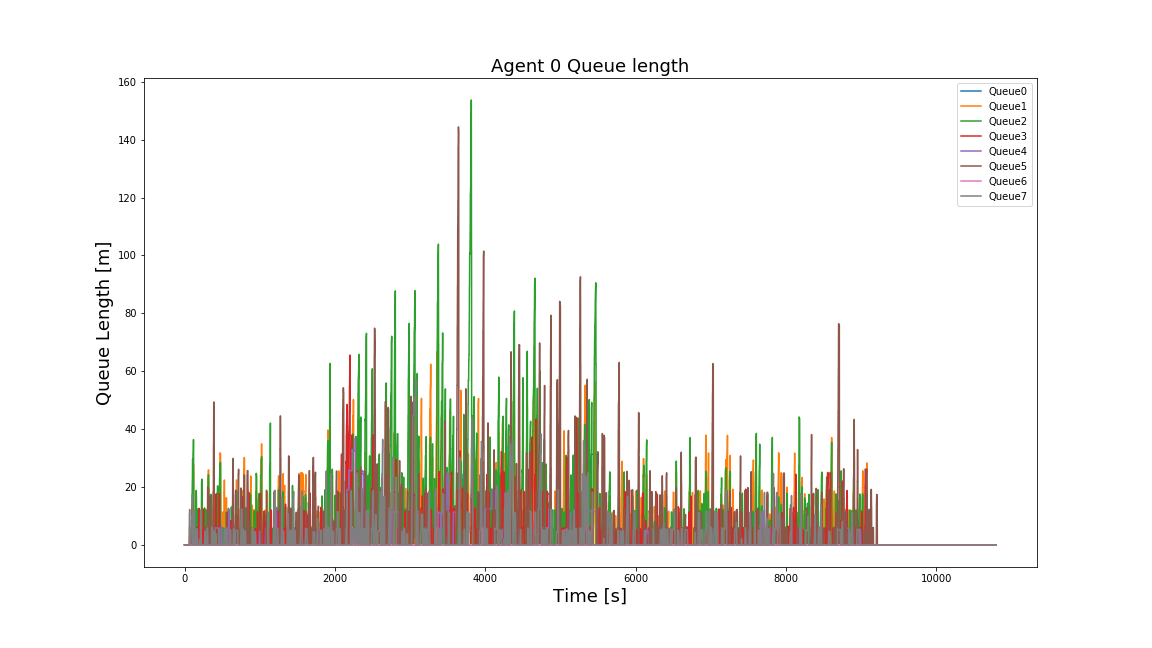 Agent 0 Queue length
160
140
120
100
80
60
40
20
0
Queue Length [m]
Queue0
Queue1
Queue2
Queue3
Queue4
Queue5
Queue6
Queue7
0 2000 4000 6000 8000 10000
Time [s]